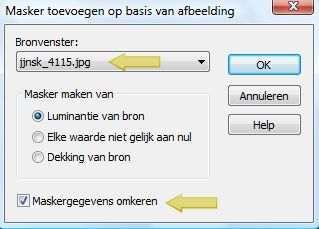 Masker toevoegen op basis van afbeelding
Bronvenster:
jjnsk_4115.jpg
OK
Masker maken van
Annuleren
Luminantie van bron
Help
Elke waarde niet gelijk aan nul
Dekking van bron
Maskergegevens omkeren